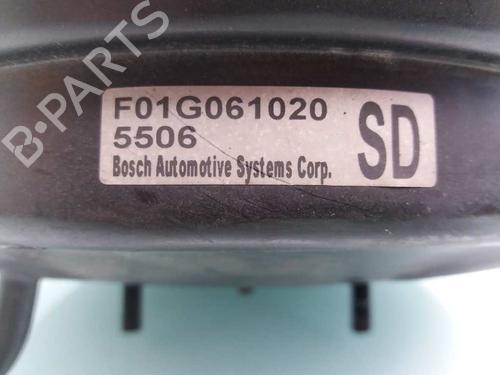 F01G061020
5506
Bosch Automotive Systems Corp.
SD
B-PARTS